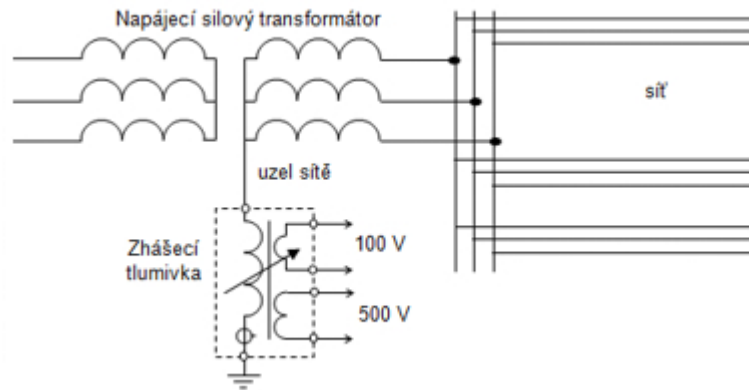 Napájecí silový transformátor
síť
uzel sítě
Zhášecí
tlumivka
100 V
500 V